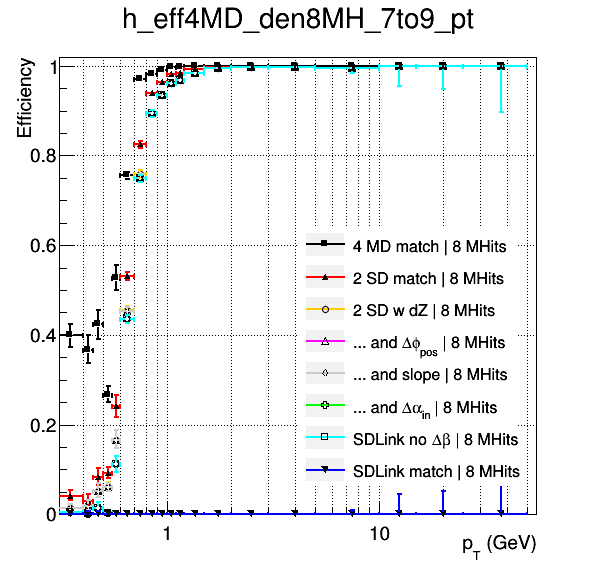 h_eff4MD_den8MH_7to9_pt
Efficiency
1
0.8
0.6
0.4
0.2
0
4 MD match | 8 MHits
2 SD match | 8 MHits
2 SD w dZ | 8 MHits
... and Δϕpos | 8 MHits
... and slope | 8 MHits
... and Δαin | 8 MHits
SDLink no Δβ | 8 MHits
SDLink match | 8 MHits
1
10
pT (GeV)